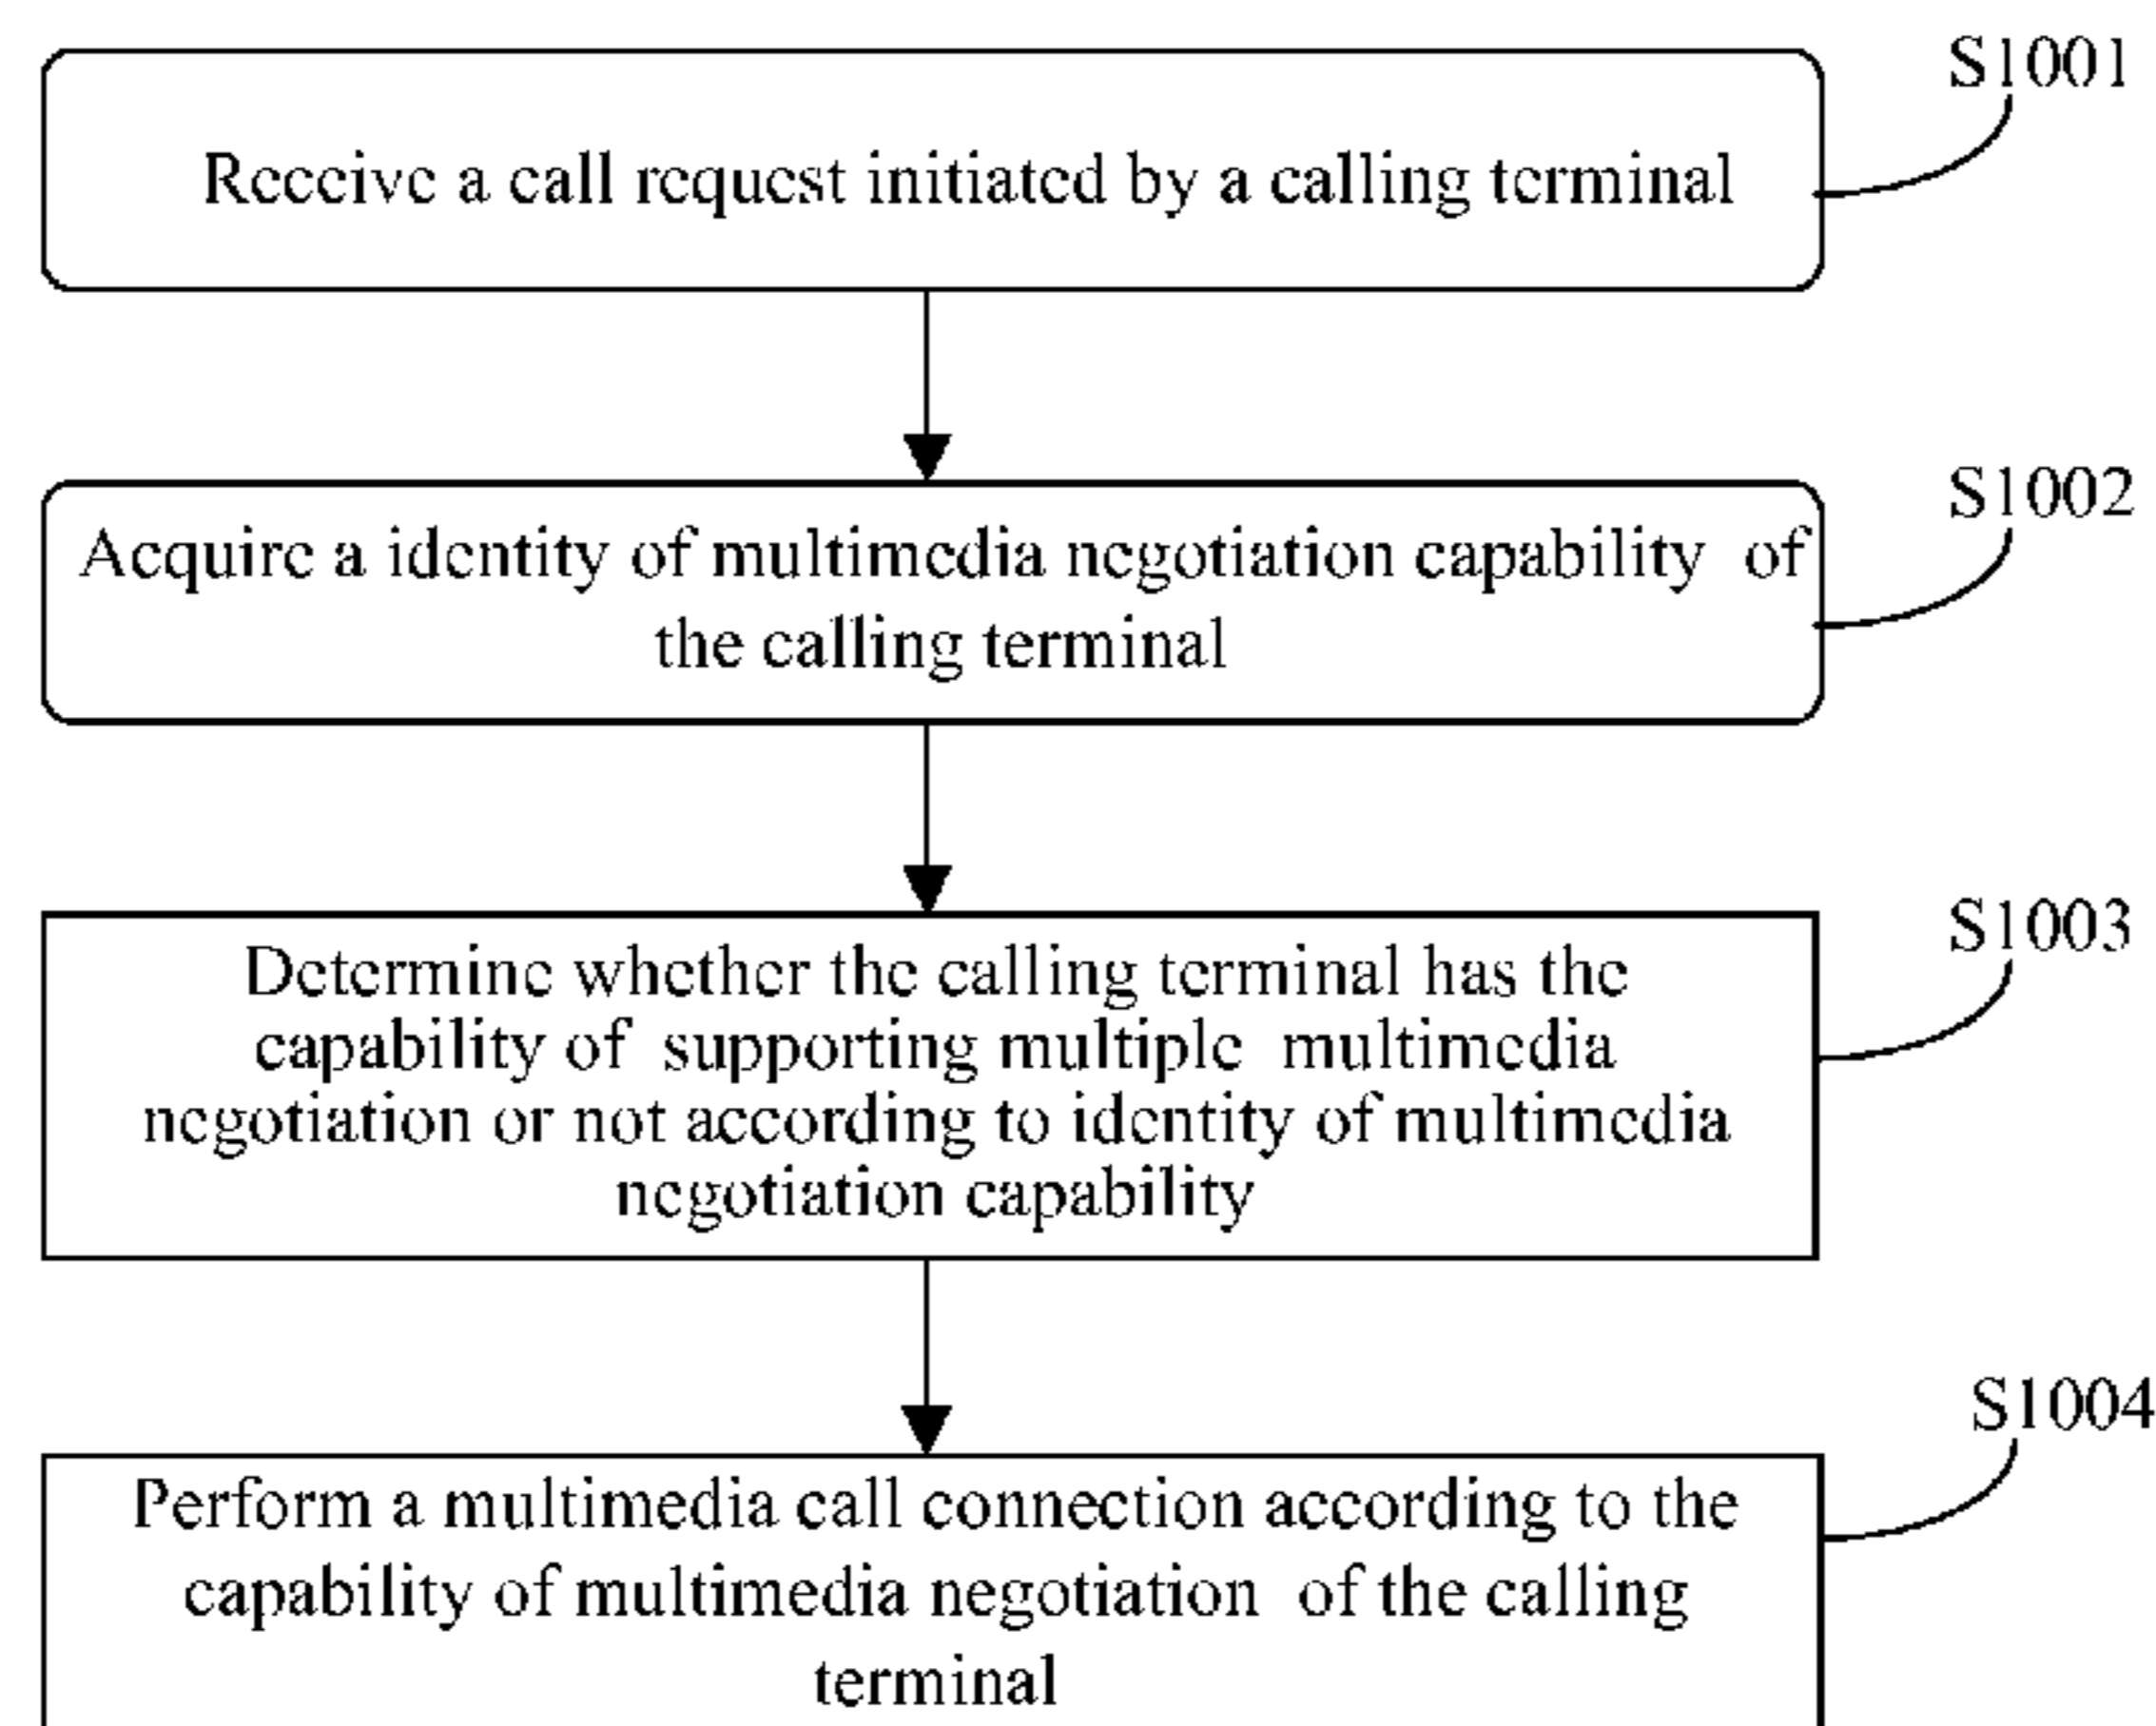 S1001
Receive a call request initiated by a calling terminal
S1002
Acquire a identity of multimedia negotiation capability of
the calling terminal
S1003
Determine whether the calling terminal has the
capability of supporting multiple multimedia
negotiation or not according to identity of multimedia
negotiation capability
S1004
Perform a multimedia call connection according to the
capability of multimedia negotiation of the calling
terminal